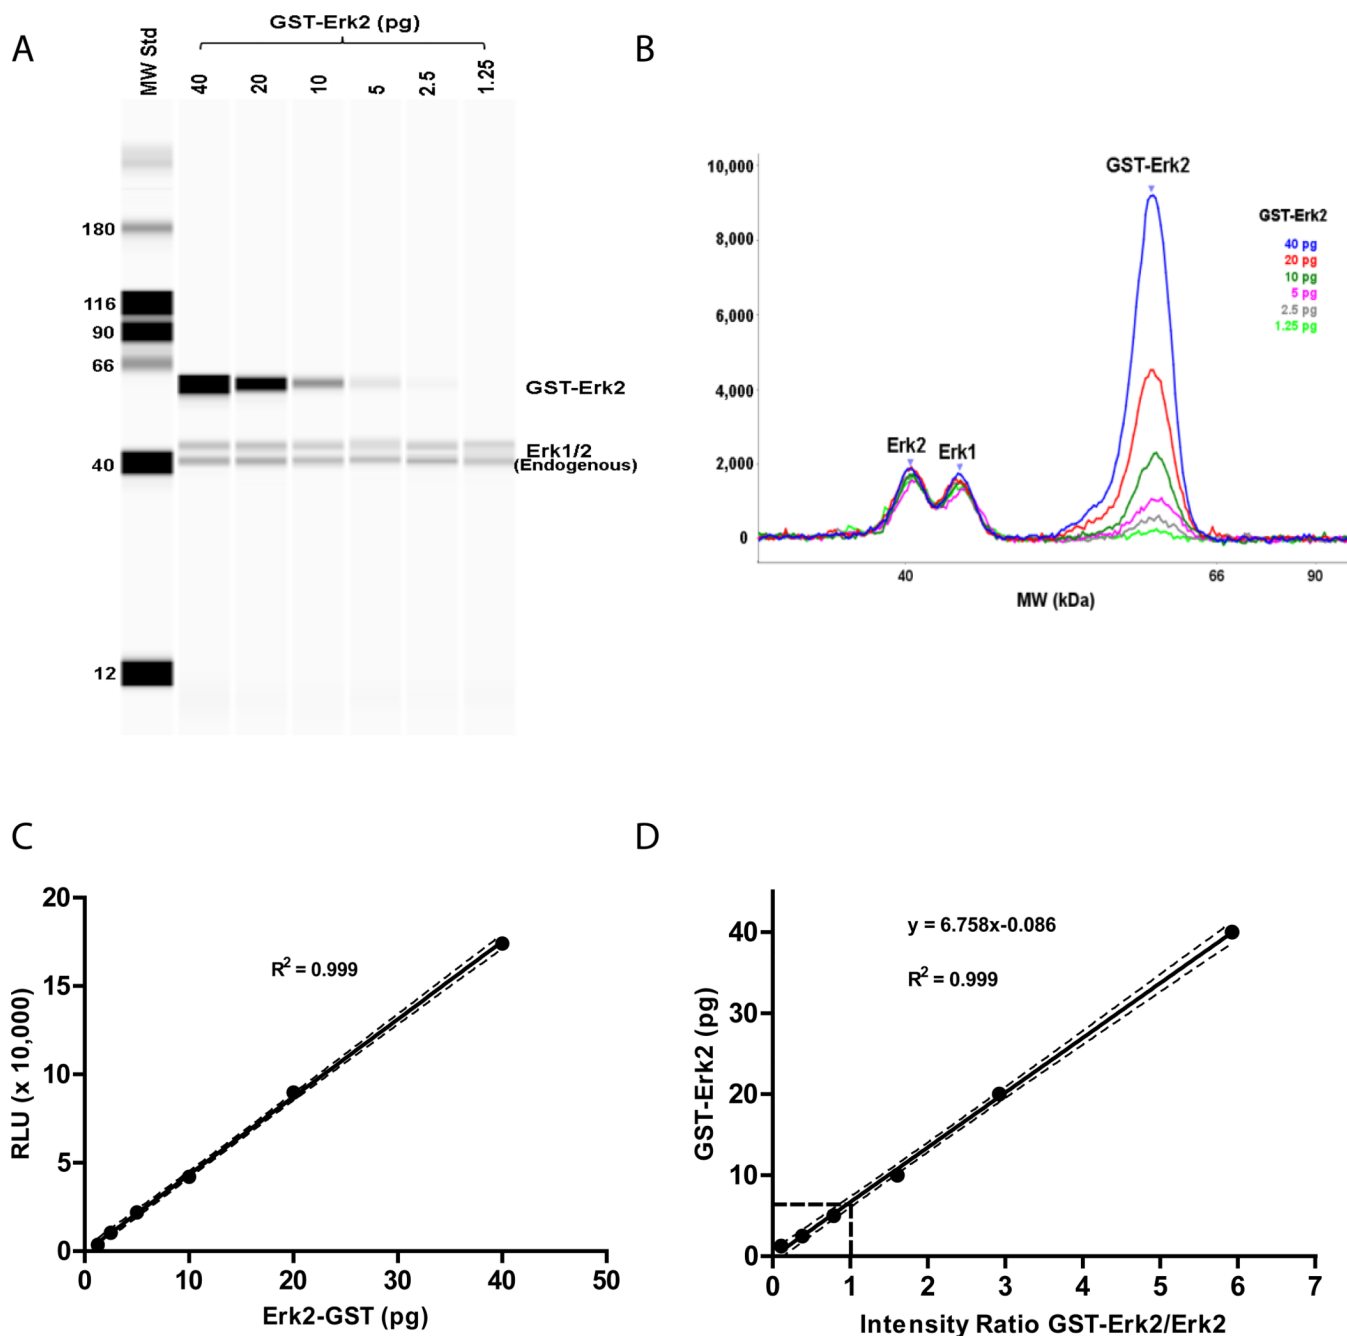 A
GST-Erk2 (pg)
MW Std
40
20
10
5
2.5
1.25
180
116
90
66
40
12
GST-Erk2
Erk1/2
(Endogenous)
B
10,000
8,000
6,000
4,000
2,000
0
Erk2
Erk1
GST-Erk2
GST-Erk2
40 pg
20 pg
10 pg
5 pg
2.5 pg
1.25 pg
40
66
90
MW (kDa)
C
20
15
10
5
0
RLU (x 10,000)
R² = 0.999
0
10
20
30
40
50
Erk2-GST (pg)
D
y = 6.758x-0.086
R² = 0.999
40
30
20
10
0
GST-Erk2 (pg)
0
1
2
3
4
5
6
7
Intensity Ratio GST-Erk2/Erk2